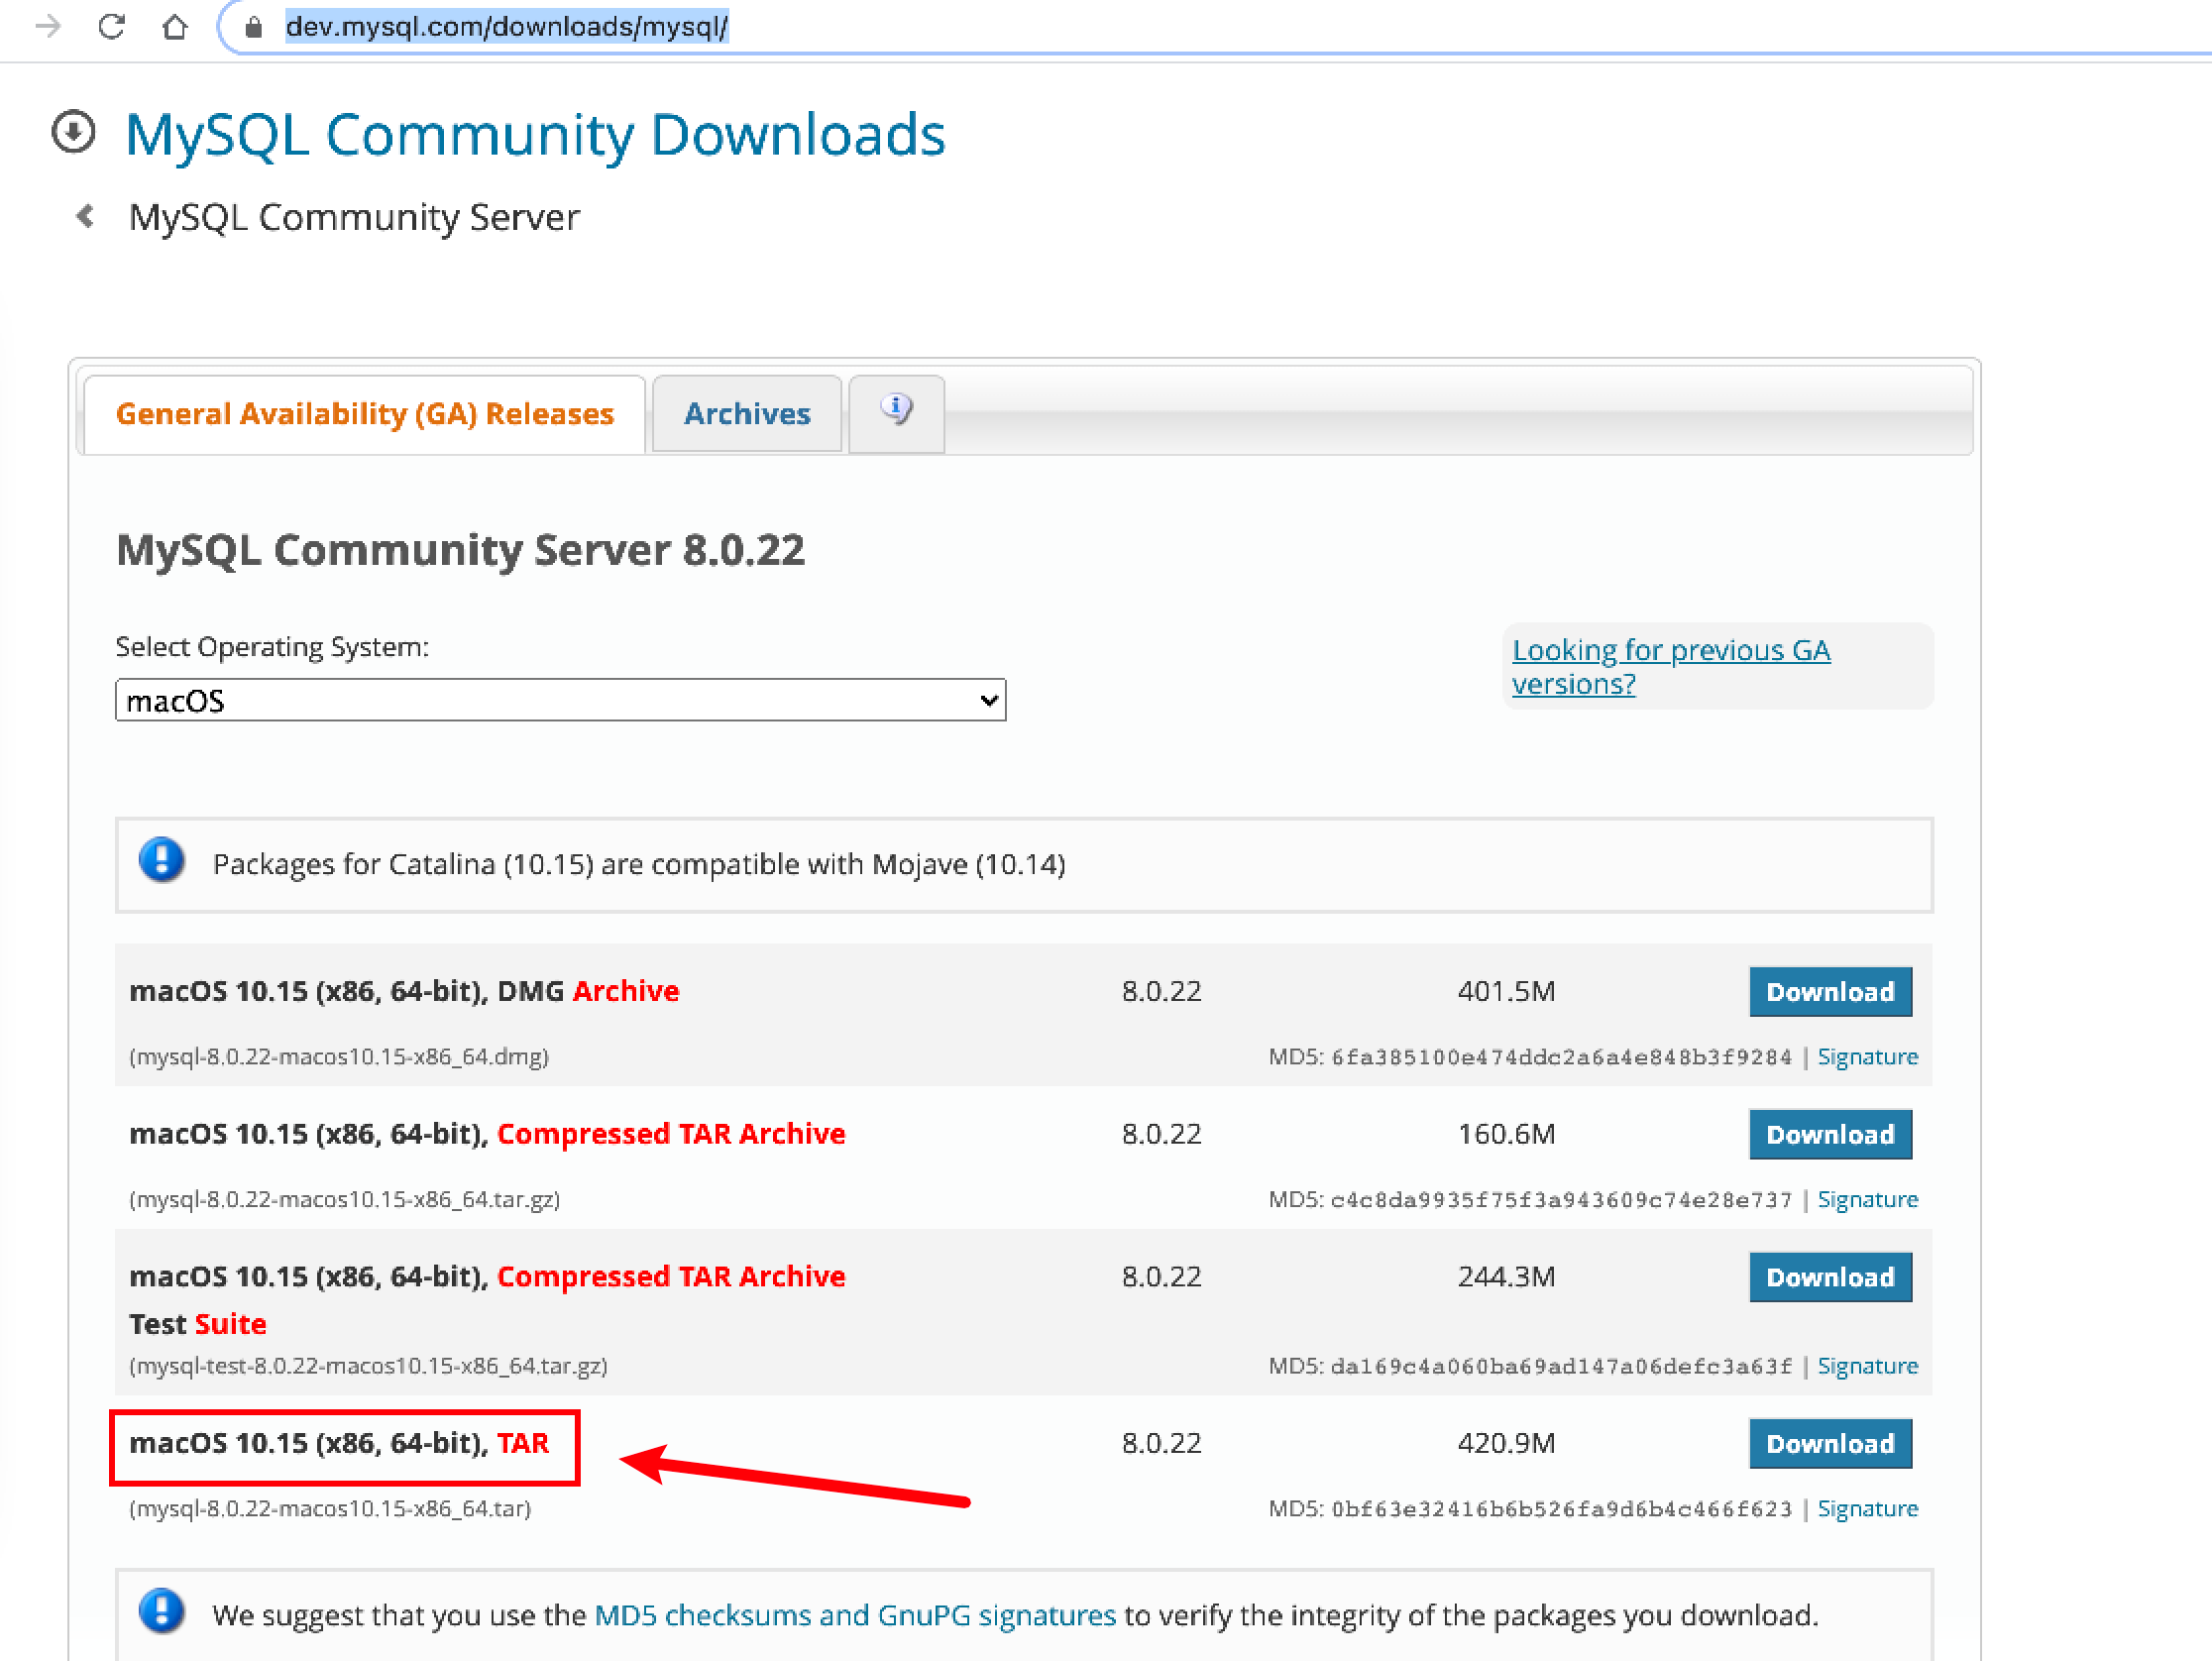 dev.mysql.com/downloads/mysql/
MySQL Community Downloads
MySQL Community Server
General Availability (GA) Releases
Archives
MySQL Community Server 8.0.22
Select Operating System:
macOS
Looking for previous GA
versions?
Packages for Catalina (10.15) are compatible with Mojave (10.14)
macOS 10.15 (x86, 64-bit), DMG Archive 8.0.22 401.5M Download
(mysql-8.0.22-macos10.15-x86_64.dmg) MD5: 6fa385100e474ddc2a6a4e848b3f9284 | Signature
macOS 10.15 (x86, 64-bit), Compressed TAR Archive 8.0.22 160.6M Download
(mysql-8.0.22-macos10.15-x86_64.tar.gz) MD5: c4c8da9935f75f3a943609c74e28e737 | Signature
macOS 10.15 (x86, 64-bit), Compressed TAR Archive 8.0.22 244.3M Download
Test Suite
(mysql-test-8.0.22-macos10.15-x86_64.tar.gz) MD5: da169c4a060ba69ad147a06defc3a63f | Signature
macOS 10.15 (x86, 64-bit), TAR 8.0.22 420.9M Download
(mysql-8.0.22-macos10.15-x86_64.tar) MD5: 0bf63e32416b6b526fa9d6b4c466f623 | Signature
We suggest that you use the MD5 checksums and GnuPG signatures to verify the integrity of the packages you download.